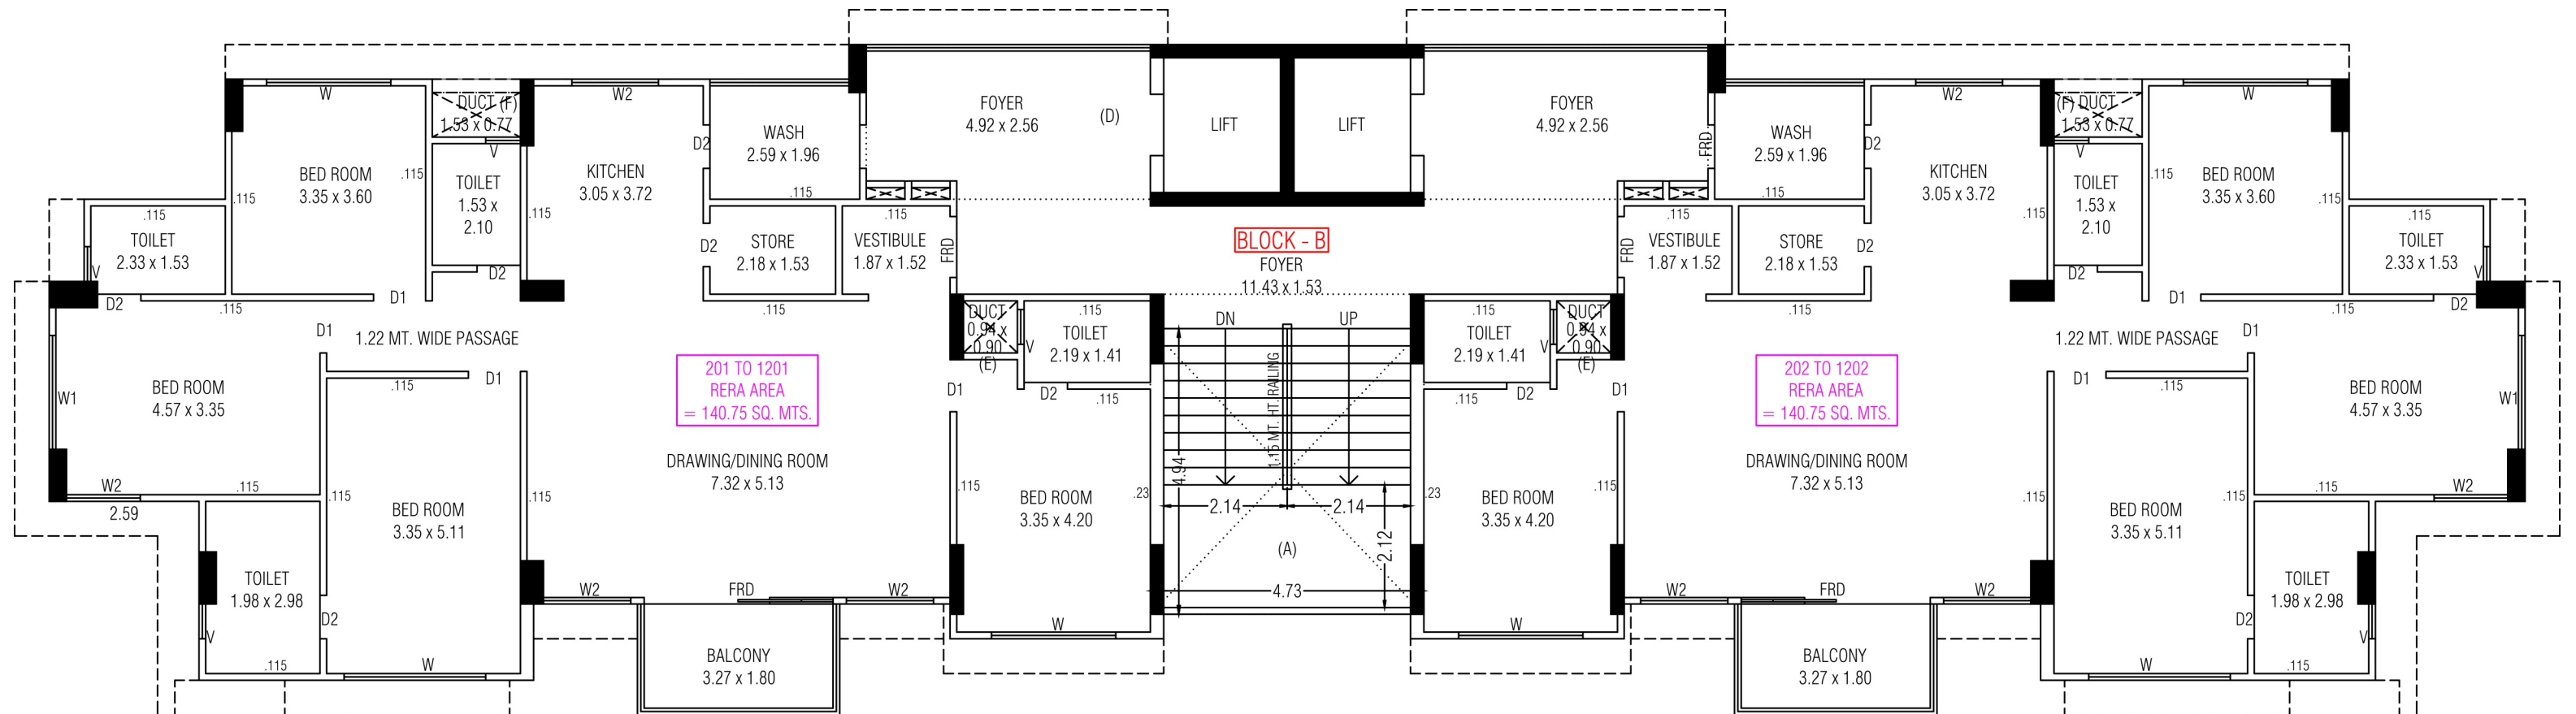 W
DUCT (F)
1.53 x 0.77
V
W2
D2
WASH
2.59 x 1.96
.115
FOYER
4.92 x 2.56
(D)
LIFT
LIFT
FOYER
4.92 x 2.56
FRD
WASH
2.59 x 1.96
.115
D2
W2
(F) DUCT
1.53 x 0.77
V
W
BED ROOM
3.35 x 3.60
.115
.115
TOILET
1.53 x
2.10
D2
KITCHEN
3.05 x 3.72
.115
KITCHEN
3.05 x 3.72
.115
TOILET
1.53 x
2.10
D2
.115
BED ROOM
3.35 x 3.60
.115
.115
TOILET
2.33 x 1.53
V
D2
.115
D1
D2
STORE
2.18 x 1.53
.115
.115
VESTIBULE
1.87 x 1.52
FRD
BLOCK - B
FOYER
11.43 x 1.53
FRD
.115
VESTIBULE
1.87 x 1.52
STORE
2.18 x 1.53
.115
D2
D1
.115
D2
.115
TOILET
2.33 x 1.53
V
D1
1.22 MT. WIDE PASSAGE
D1
.115
DUCT
0.94 x
0.90
(E)
V
.115
TOILET
2.19 x 1.41
D2
.115
DN
UP
1.15 MT. HT. RAILING
.115
TOILET
2.19 x 1.41
V
.115
D2
DUCT
0.94 x
0.90
(E)
1.22 MT. WIDE PASSAGE
D1
D1
.115
W1
BED ROOM
4.57 x 3.35
W2
.115
2.59
201 TO 1201
RERA AREA
= 140.75 SQ. MTS.
D1
D1
202 TO 1202
RERA AREA
= 140.75 SQ. MTS.
BED ROOM
4.57 x 3.35
W1
.115
W2
.115
BED ROOM
3.35 x 5.11
.115
DRAWING/DINING ROOM
7.32 x 5.13
.115
BED ROOM
3.35 x 4.20
.23
4.94
2.14
2.14
2.12
(A)
4.73
.23
BED ROOM
3.35 x 4.20
.115
DRAWING/DINING ROOM
7.32 x 5.13
.115
BED ROOM
3.35 x 5.11
.115
TOILET
1.98 x 2.98
V
D2
.115
W
W2
FRD
W2
W
W
W2
FRD
W2
W
D2
TOILET
1.98 x 2.98
V
.115
BALCONY
3.27 x 1.80
BALCONY
3.27 x 1.80